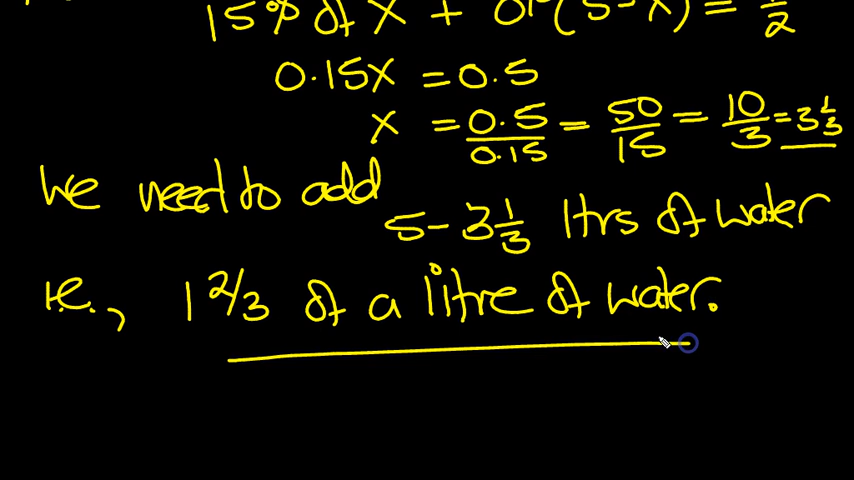 15% of x + of (5-x) = 1/2
0.15x = 0.5
x = 0.5/0.15 = 50/15 = 10/3 = 3 1/3
We need to add
5 - 3 1/3 ltrs of water
i.e., 1 2/3 of a litre of water.